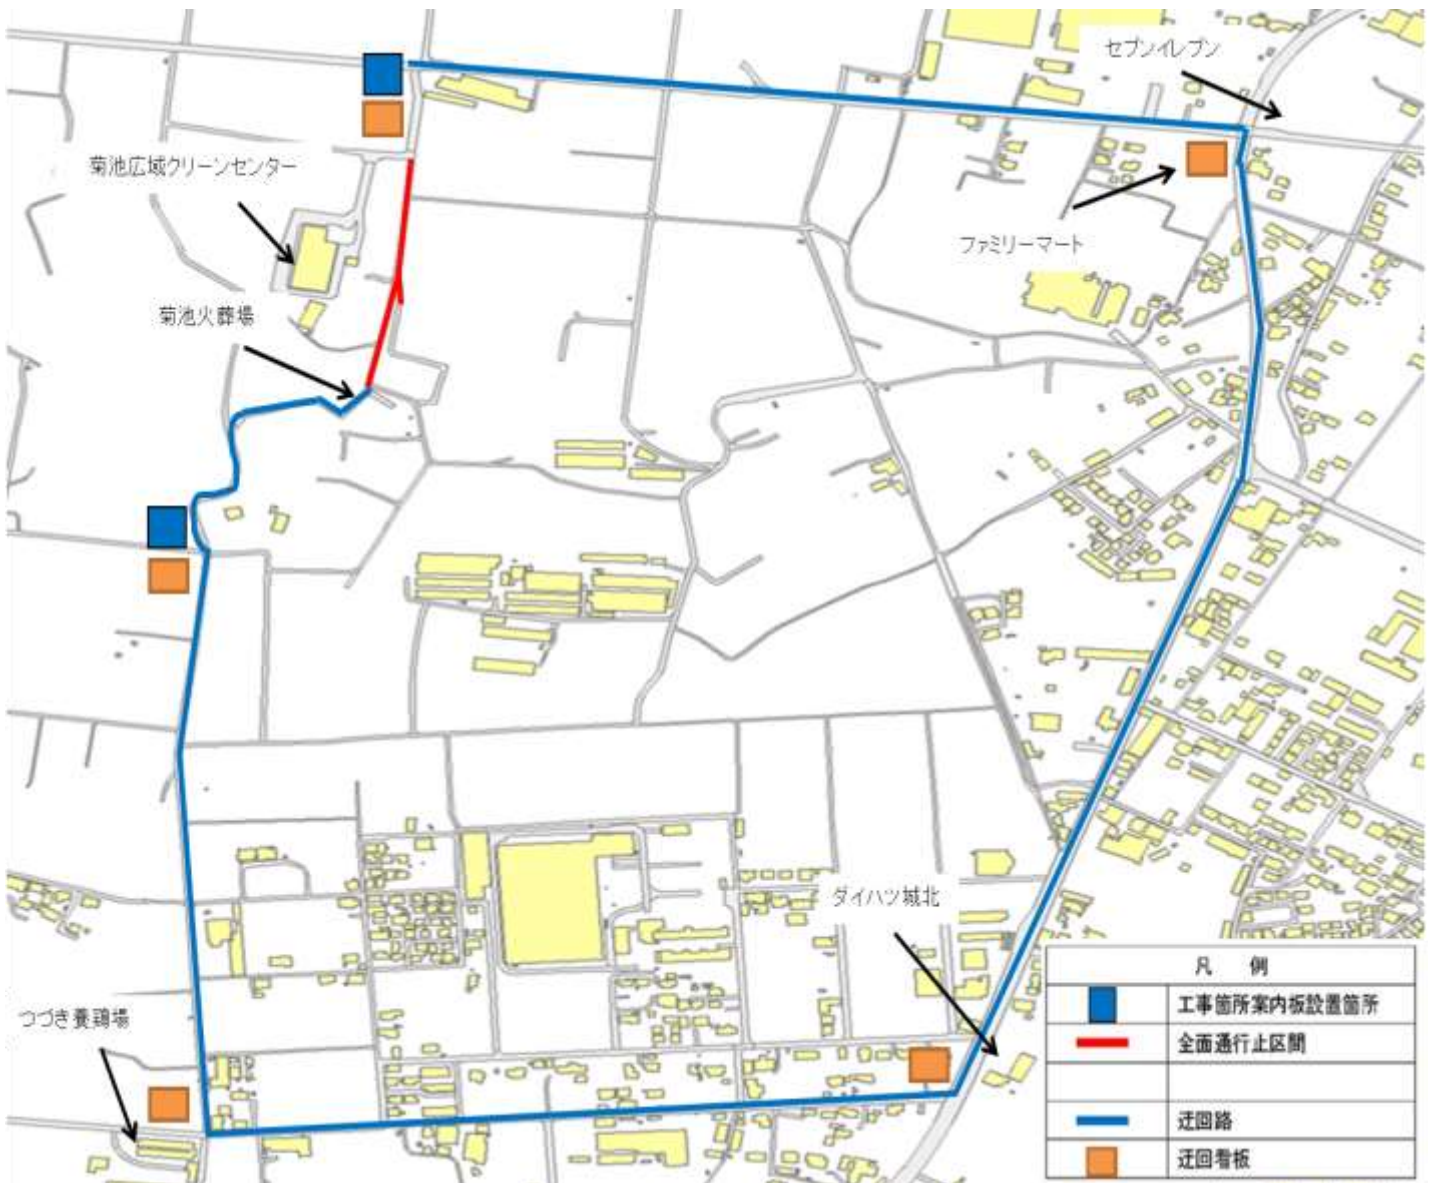 セブンイレブン
菊池広域クリーンセンター
ファミリーマート
菊池火葬場
ダイハツ城北
つづき養鶏場
凡 例
工事箇所案内板設置箇所
全面通行止区間
迂回路
迂回看板